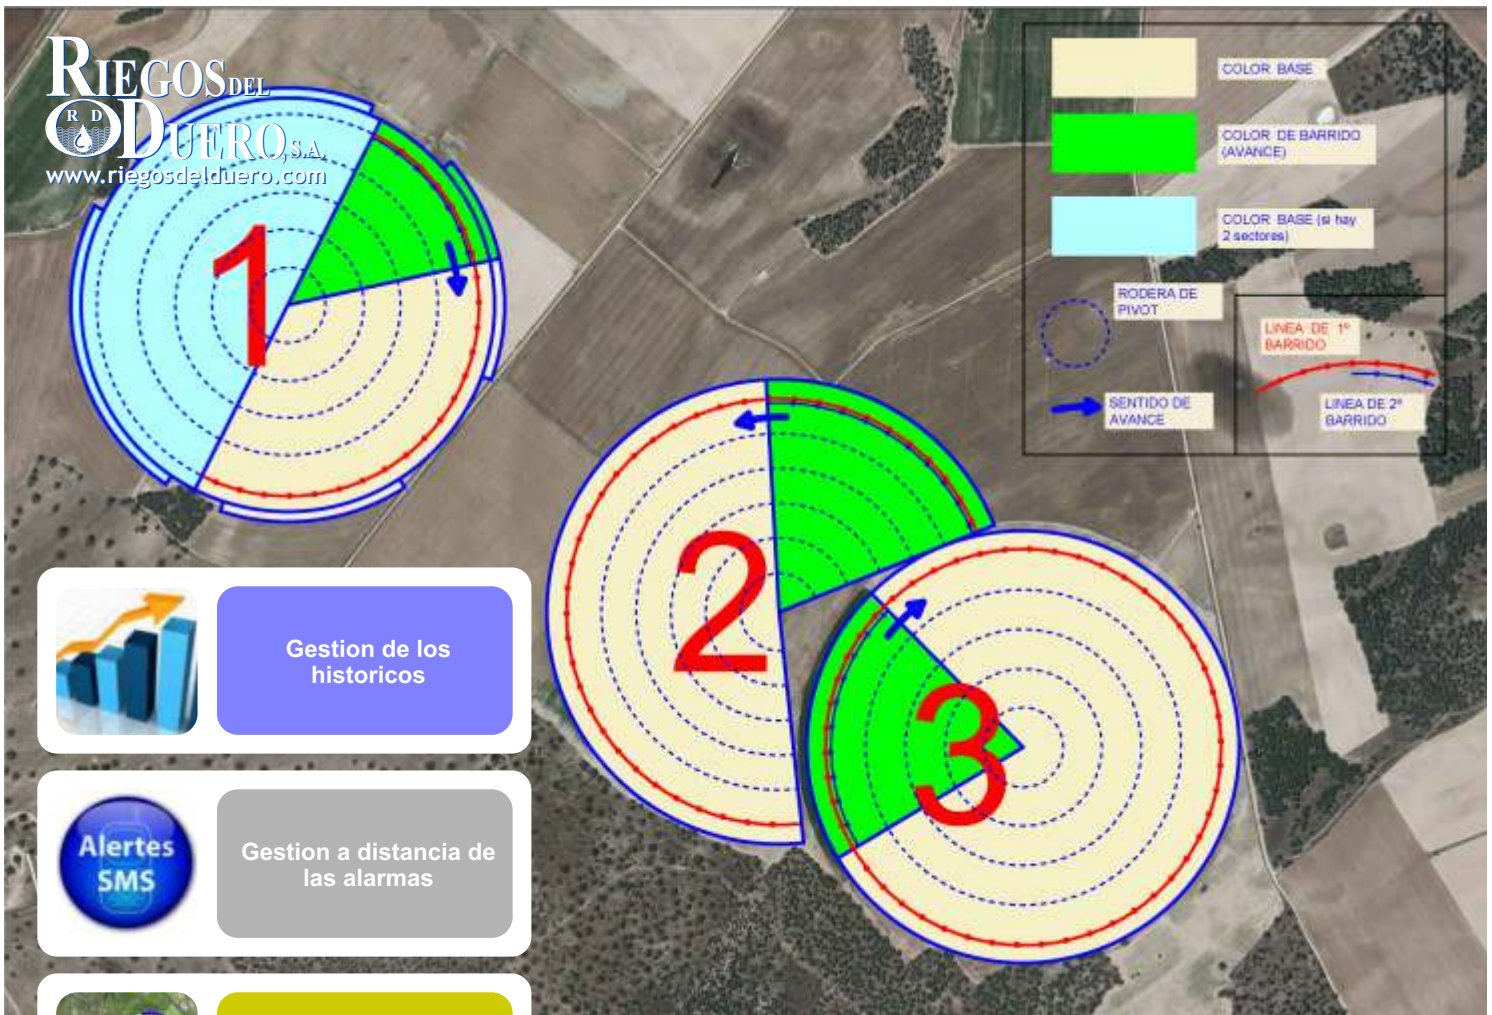 RIEGOS DEL
R D
DUERO, S.A.
www.riegosdelduero.com
COLOR BASE
COLOR DE BARRIDO
(AVANCE)
COLOR BASE (si hay
2 sectores)
RODERA DE
PIVOT
LINEA DE 1º
BARRIDO
SENTIDO DE
AVANCE
LINEA DE 2º
BARRIDO
1
2
3
Gestion de los
historicos
Alertes
SMS
Gestion a distancia de
las alarmas